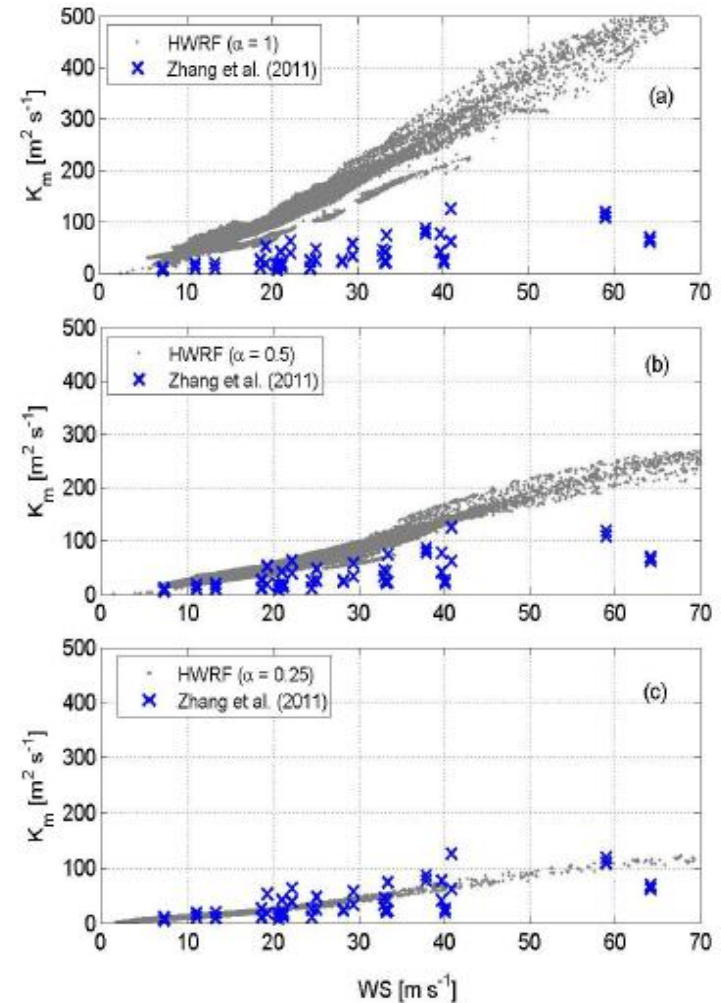 500
400
300
200
100
0
K_m [m² s⁻¹]
HWRF (α = 1)
Zhang et al. (2011)
(a)
0 10 20 30 40 50 60 70
500
400
300
200
100
0
K_m [m² s⁻¹]
HWRF (α = 0.5)
Zhang et al. (2011)
(b)
0 10 20 30 40 50 60 70
500
400
300
200
100
0
K_m [m² s⁻¹]
HWRF (α = 0.25)
Zhang et al. (2011)
(c)
0 10 20 30 40 50 60 70
WS [m s⁻¹]